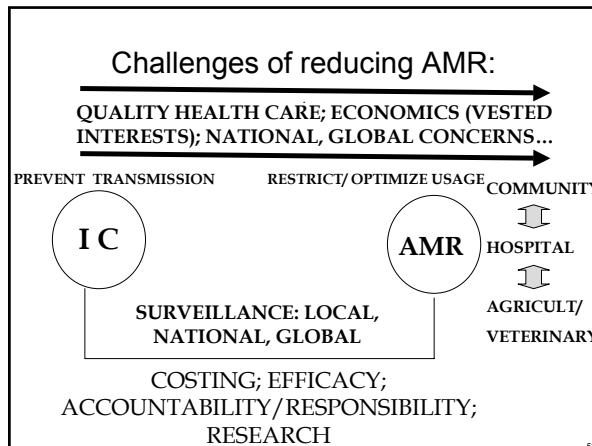 Challenges of reducing AMR:
QUALITY HEALTH CARE; ECONOMICS (VESTED
INTERESTS); NATIONAL, GLOBAL CONCERNS…
PREVENT TRANSMISSION
RESTRICT/ OPTIMIZE USAGE
COMMUNITY
I C
AMR
HOSPITAL
AGRICULT/
VETERINARY
SURVEILLANCE: LOCAL,
NATIONAL, GLOBAL
COSTING; EFFICACY;
ACCOUNTABILITY/RESPONSIBILITY;
RESEARCH
5